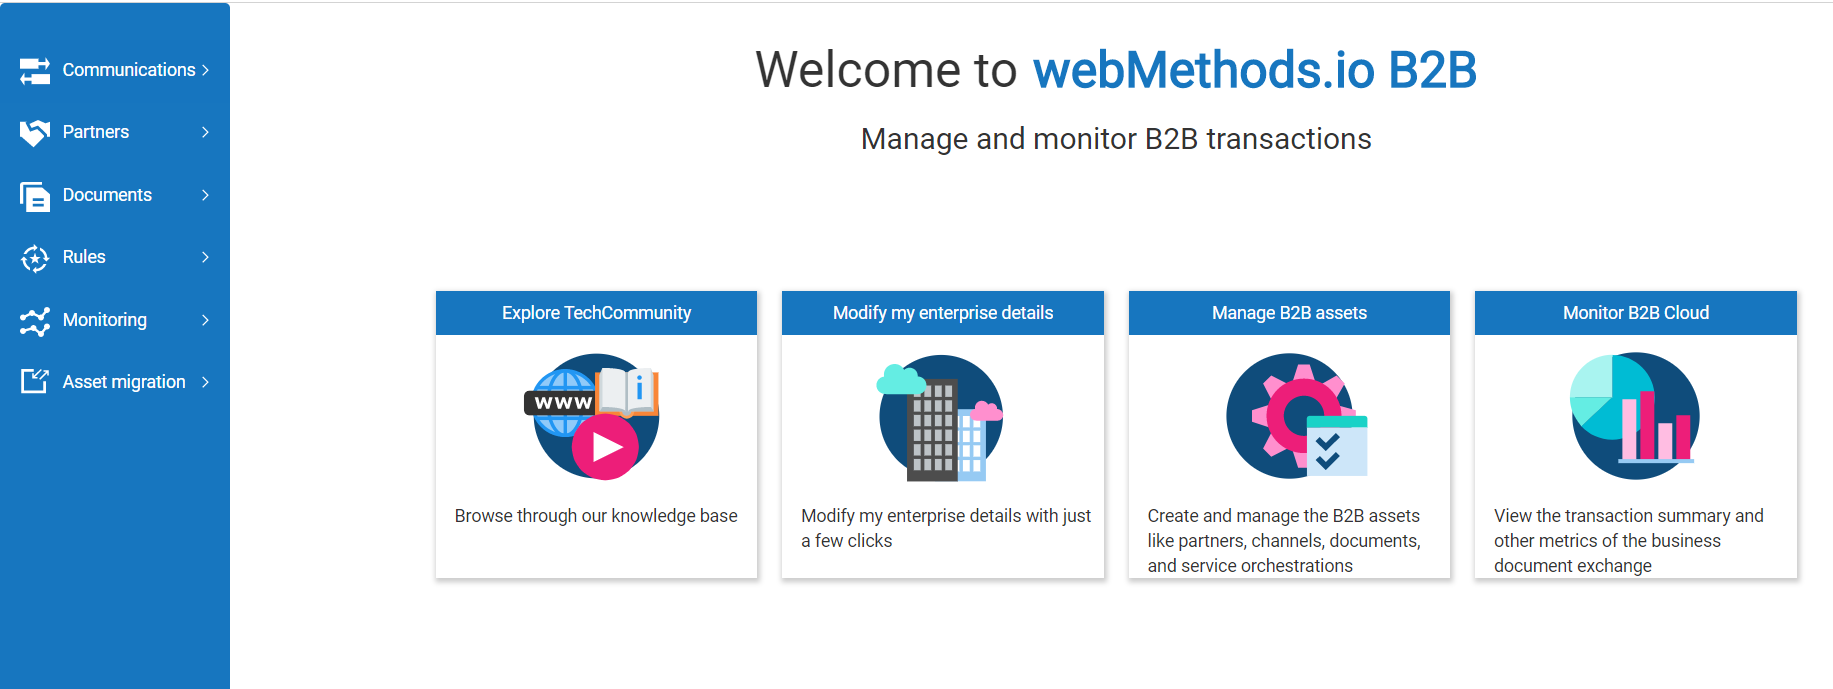 Communications
Partners
Documents
Rules
Monitoring
Asset migration
Welcome to webMethods.io B2B
Manage and monitor B2B transactions
Explore TechCommunity
www
i
Browse through our knowledge base
Modify my enterprise details
Modify my enterprise details with just
a few clicks
Manage B2B assets
Create and manage the B2B assets
like partners, channels, documents,
and service orchestrations
Monitor B2B Cloud
View the transaction summary and
other metrics of the business
document exchange